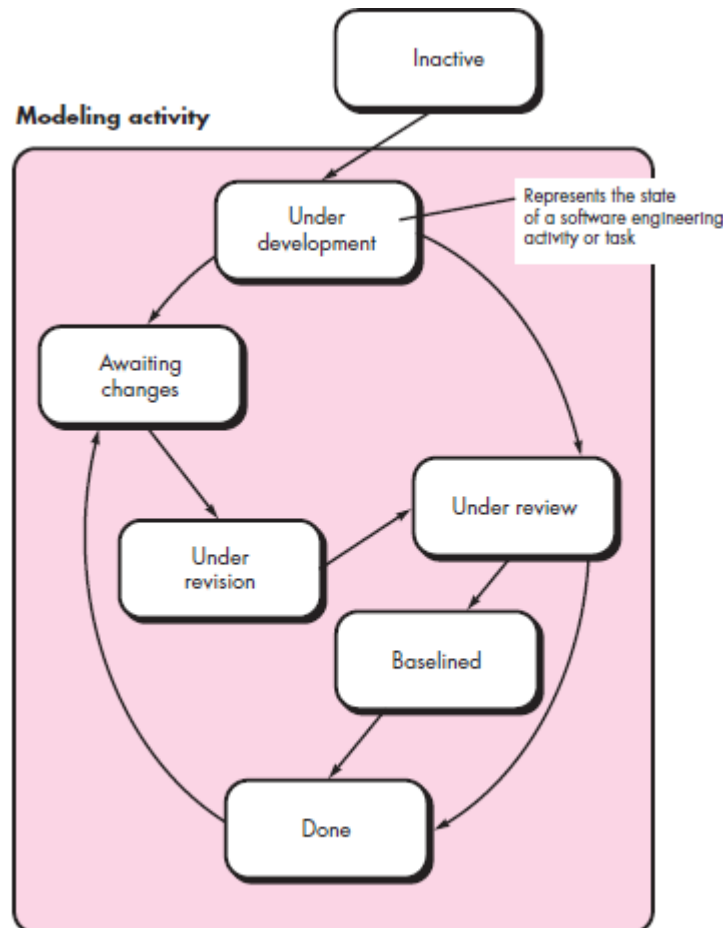 Inactive
Modeling activity
Represents the state
of a software engineering
activity or task
Under
development
Awaiting
changes
Under review
Under
revision
Baselined
Done